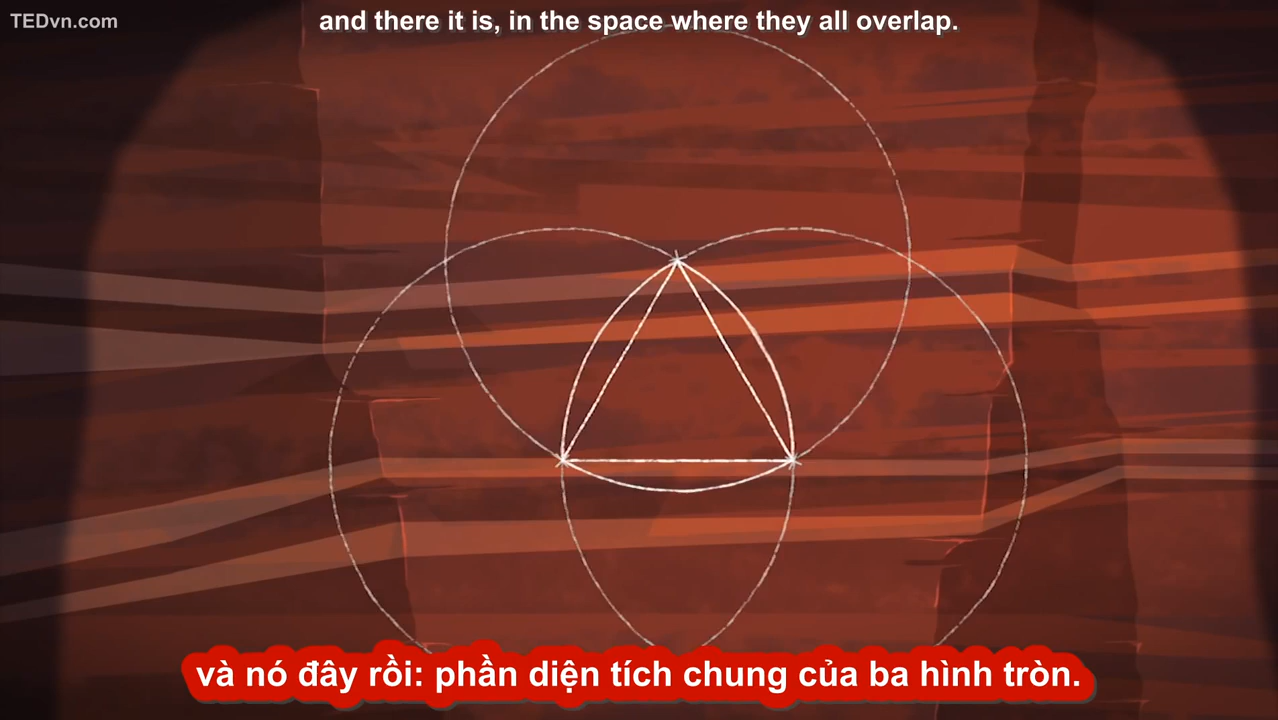 TEDvn.com
and there it is, in the space where they all overlap.
và nó đây rồi: phần diện tích chung của ba hình tròn.